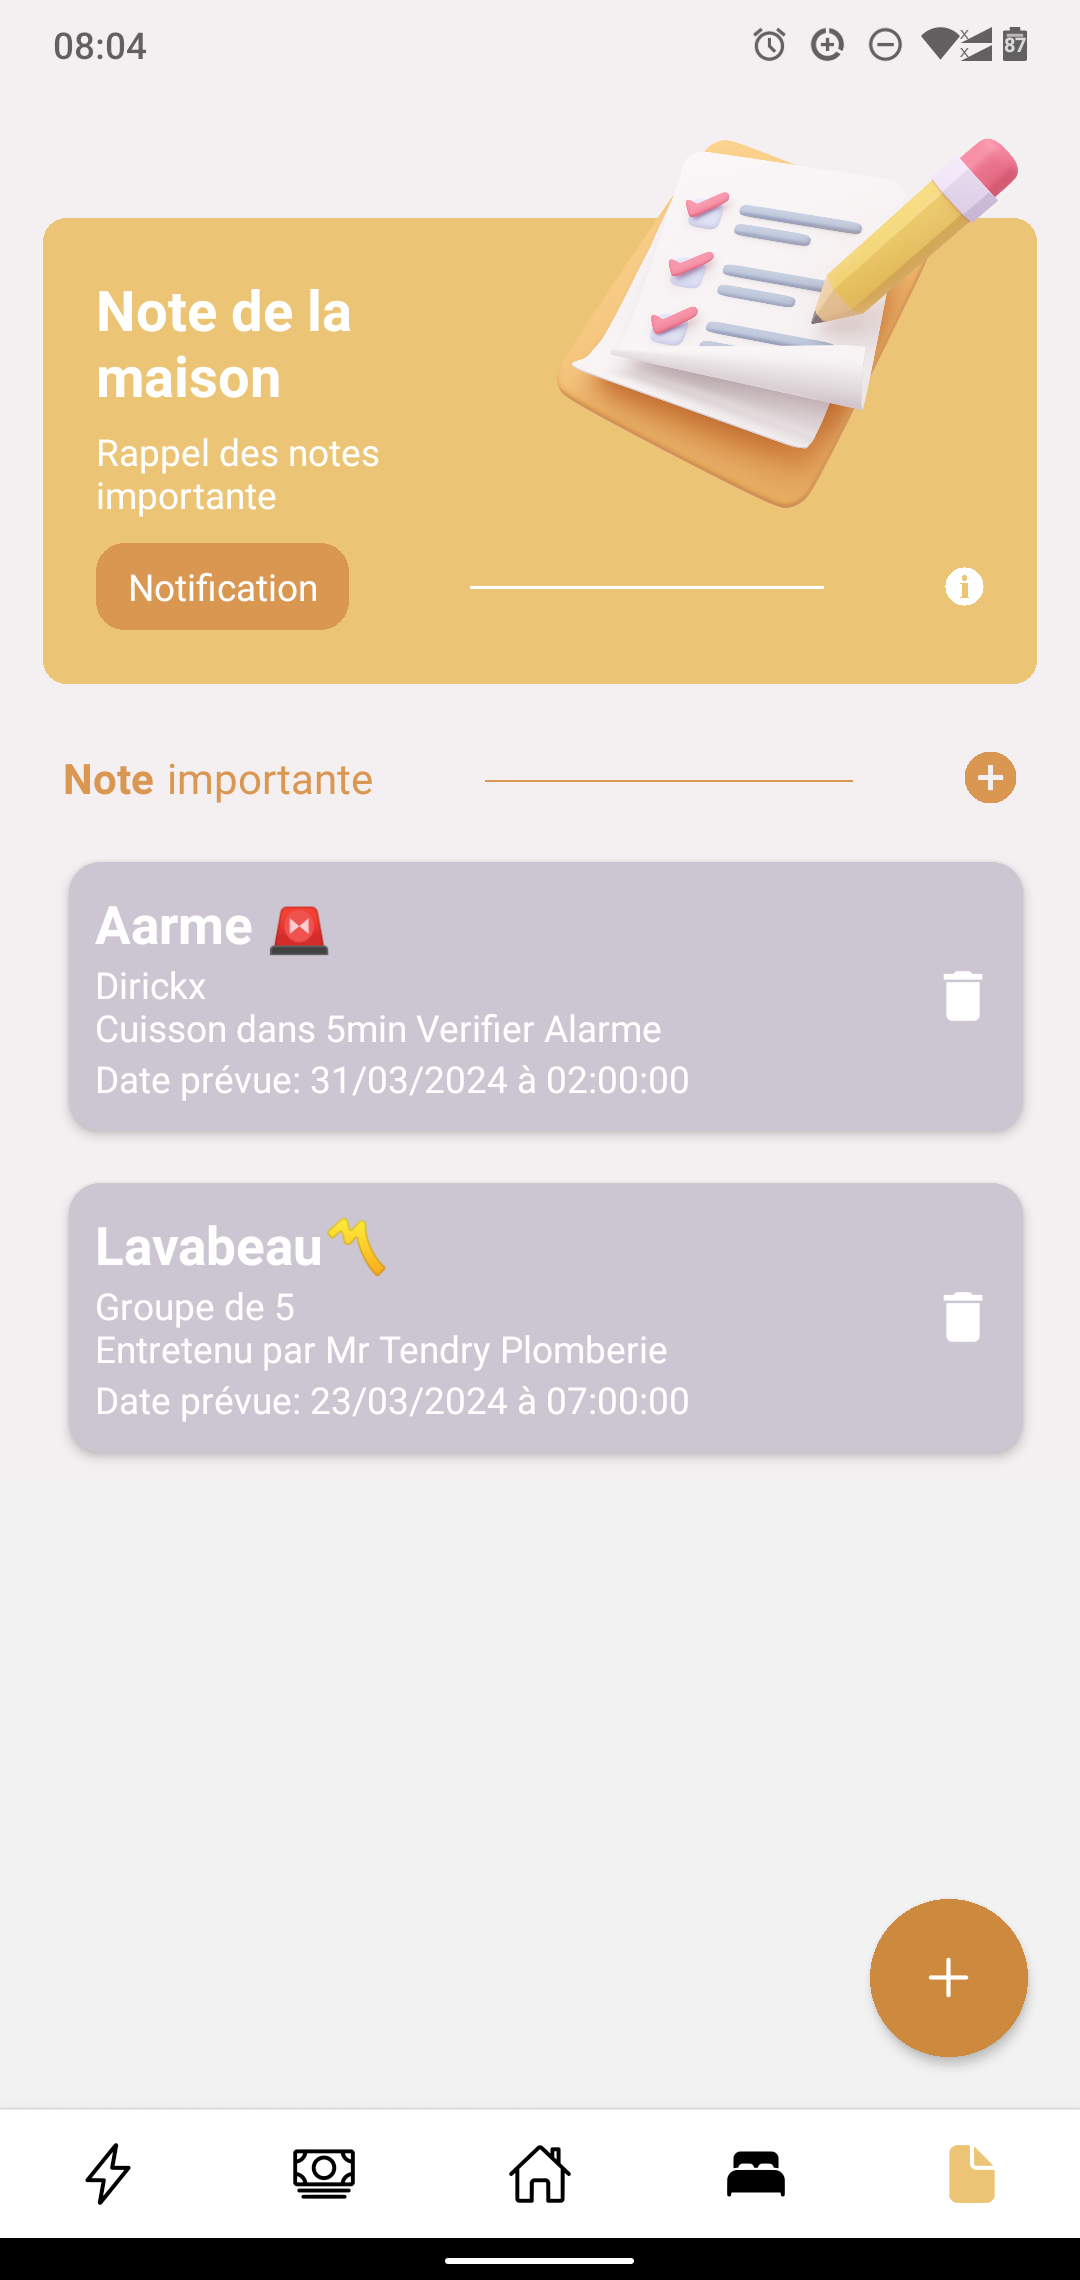 08:04
87
Note de la
maison
Rappel des notes
importante
Notification
Note importante
Aarme 🚨
Dirickx
Cuisson dans 5min Verifier Alarme
Date prévue: 31/03/2024 à 02:00:00
Lavabeau〽️
Groupe de 5
Entretenu par Mr Tendry Plomberie
Date prévue: 23/03/2024 à 07:00:00